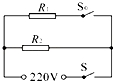 R₁ S₀
R₂
220V S